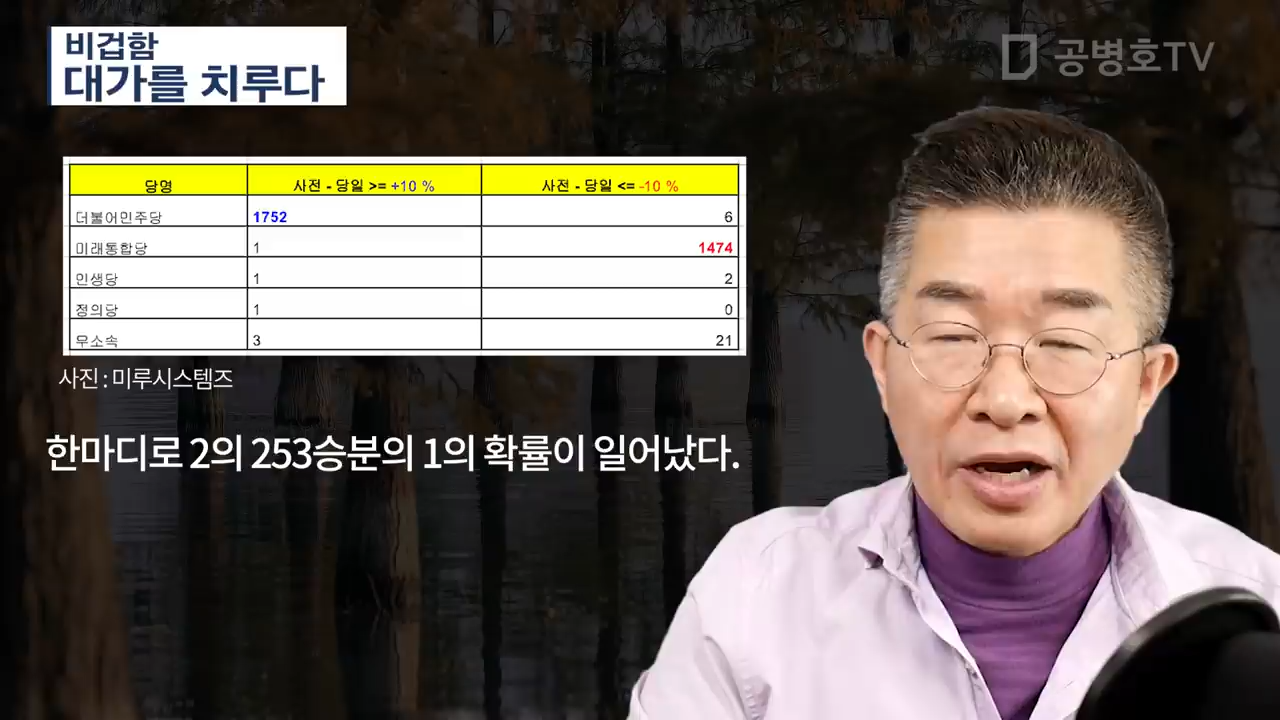 비겁함
대가를 치루다
공병호TV
당명 사전 - 당일 >= +10 % 사전 - 당일 <= -10 %
더불어민주당 1752 6
미래통합당 1 1474
민생당 1 2
정의당 1 0
무소속 3 21
사진 : 미루시스템즈
한마디로 2의 253승분의 1의 확률이 일어났다.